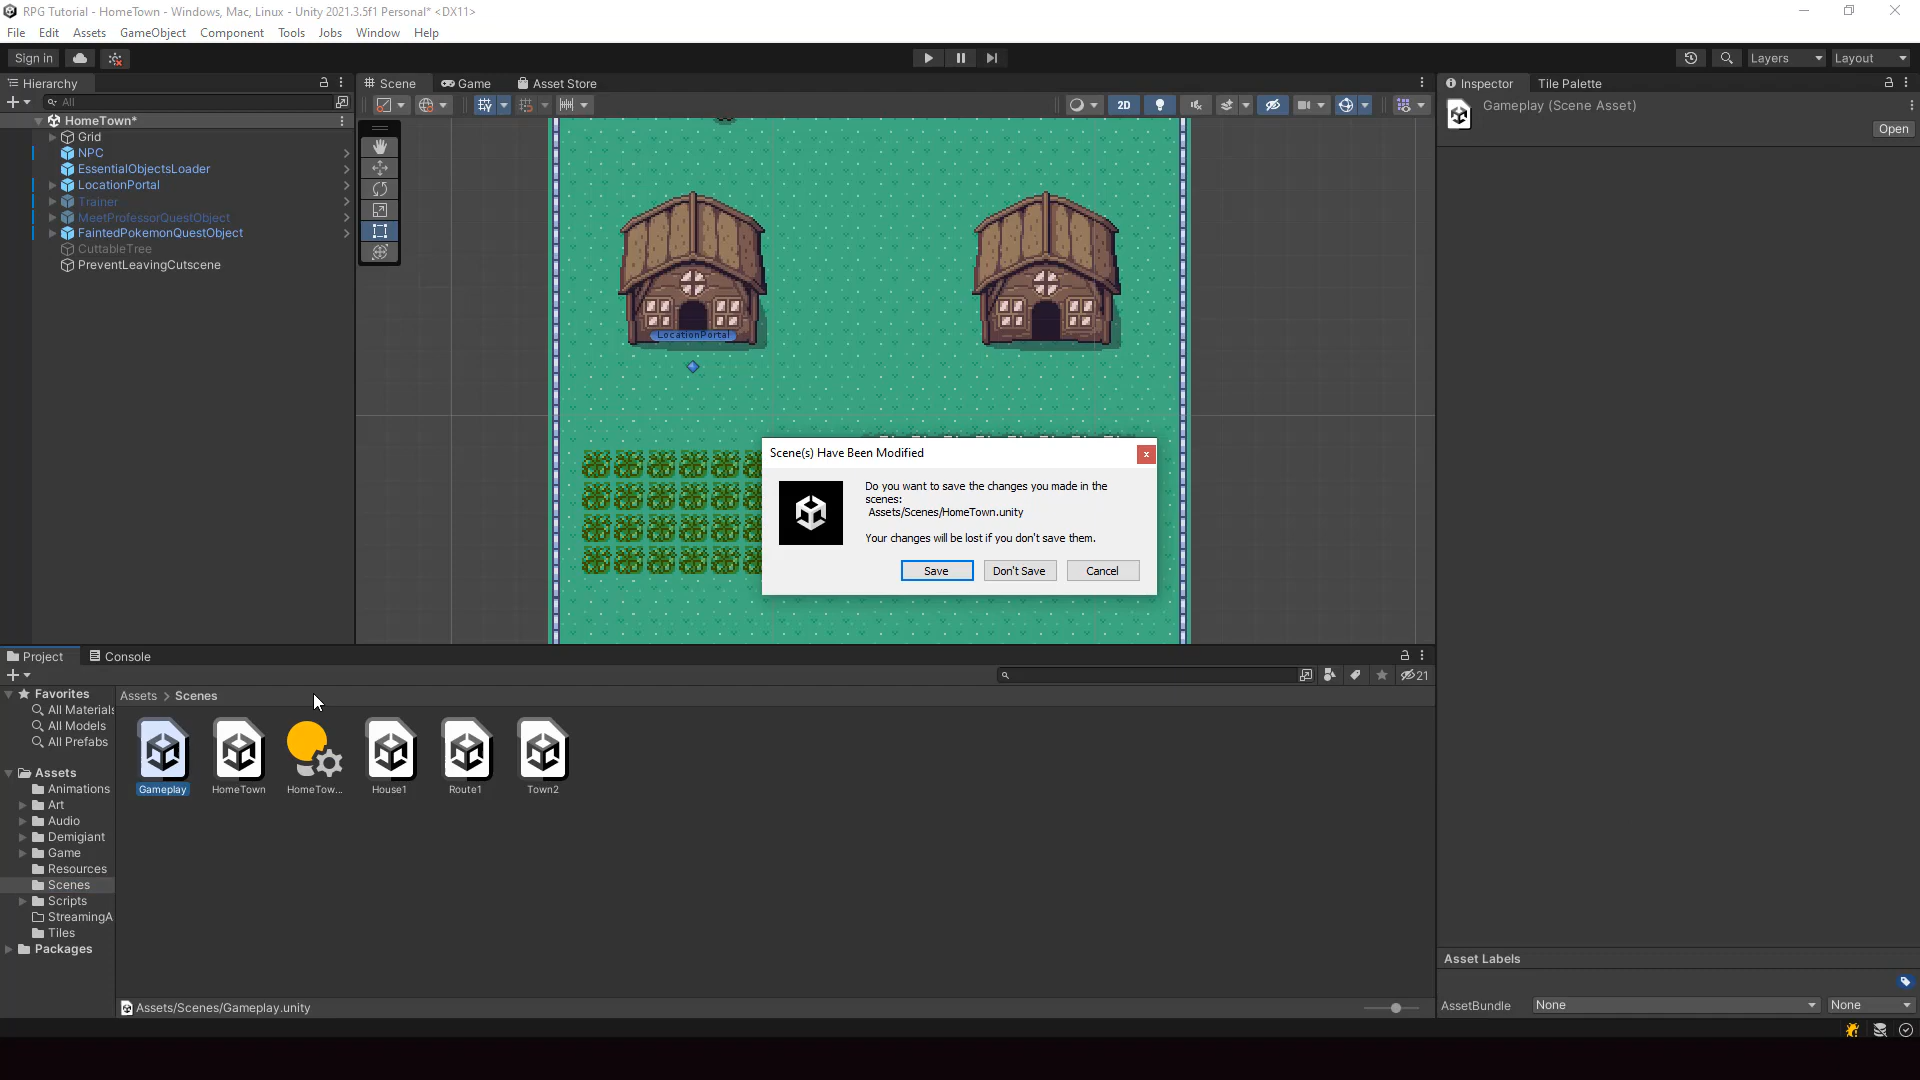 RPG Tutorial - HomeTown - Windows, Mac, Linux - Unity 2021.3.5f1 Personal* <DX11>
File Edit Assets GameObject Component Tools Jobs Window Help
Sign in
Layers
Layout
Hierarchy
All
HomeTown*
Grid
NPC
EssentialObjectsLoader
LocationPortal
Trainer
MeetProfessorQuestObject
FaintedPokemonQuestObject
CuttableTree
PreventLeavingCutscene
Scene Game Asset Store
2D
LocationPortal
Scene(s) Have Been Modified
x
Do you want to save the changes you made in the
scenes:
Assets/Scenes/HomeTown.unity
Your changes will be lost if you don't save them.
Save Don't Save Cancel
Inspector Tile Palette
Gameplay (Scene Asset)
Open
Project Console
21
Favorites
All Materials
All Models
All Prefabs
Assets
Animations
Art
Audio
Demigiant
Game
Resources
Scenes
Scripts
StreamingA
Tiles
Packages
Assets > Scenes
Gameplay HomeTown HomeTow... House1 Route1 Town2
Assets/Scenes/Gameplay.unity
Asset Labels
AssetBundle None None